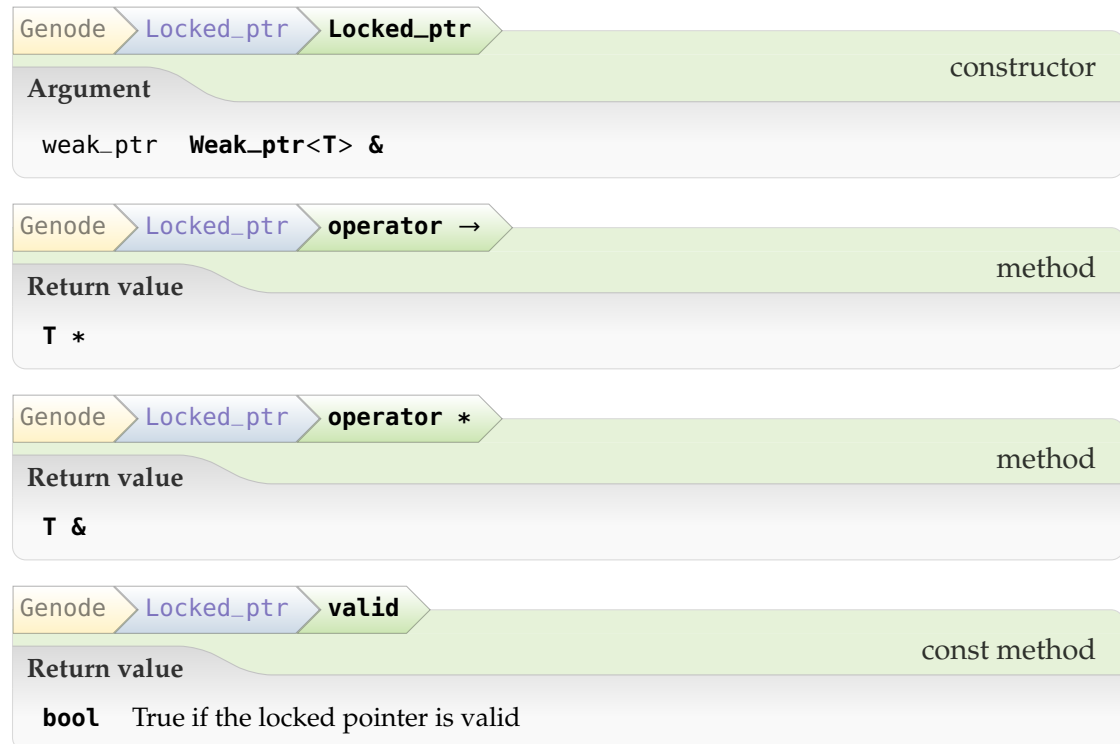 Genode Locked_ptr Locked_ptr
constructor
Argument
weak_ptr Weak_ptr<T> &
Genode Locked_ptr operator →
method
Return value
T *
Genode Locked_ptr operator *
method
Return value
T &
Genode Locked_ptr valid
const method
Return value
bool True if the locked pointer is valid